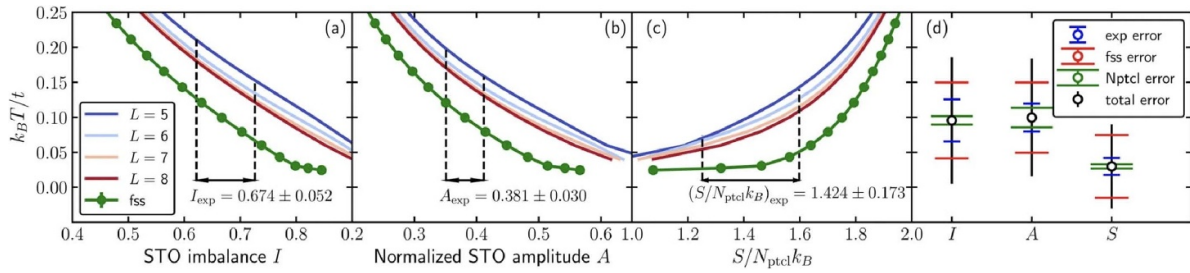 (a)
(b)
(c)
(d)
k_B T/t
0.25
0.20
0.15
0.10
0.05
0.00
L = 5
L = 6
L = 7
L = 8
fss
I_exp = 0.674 ± 0.052
A_exp = 0.381 ± 0.030
(S/N_ptcl k_B)_exp = 1.424 ± 0.173
exp error
fss error
Nptcl error
total error
0.4 0.5 0.6 0.7 0.8 0.2 0.3 0.4 0.5 0.6 1.0 1.2 1.4 1.6 1.8 2.0 I A S
STO imbalance I
Normalized STO amplitude A
S/N_ptcl k_B